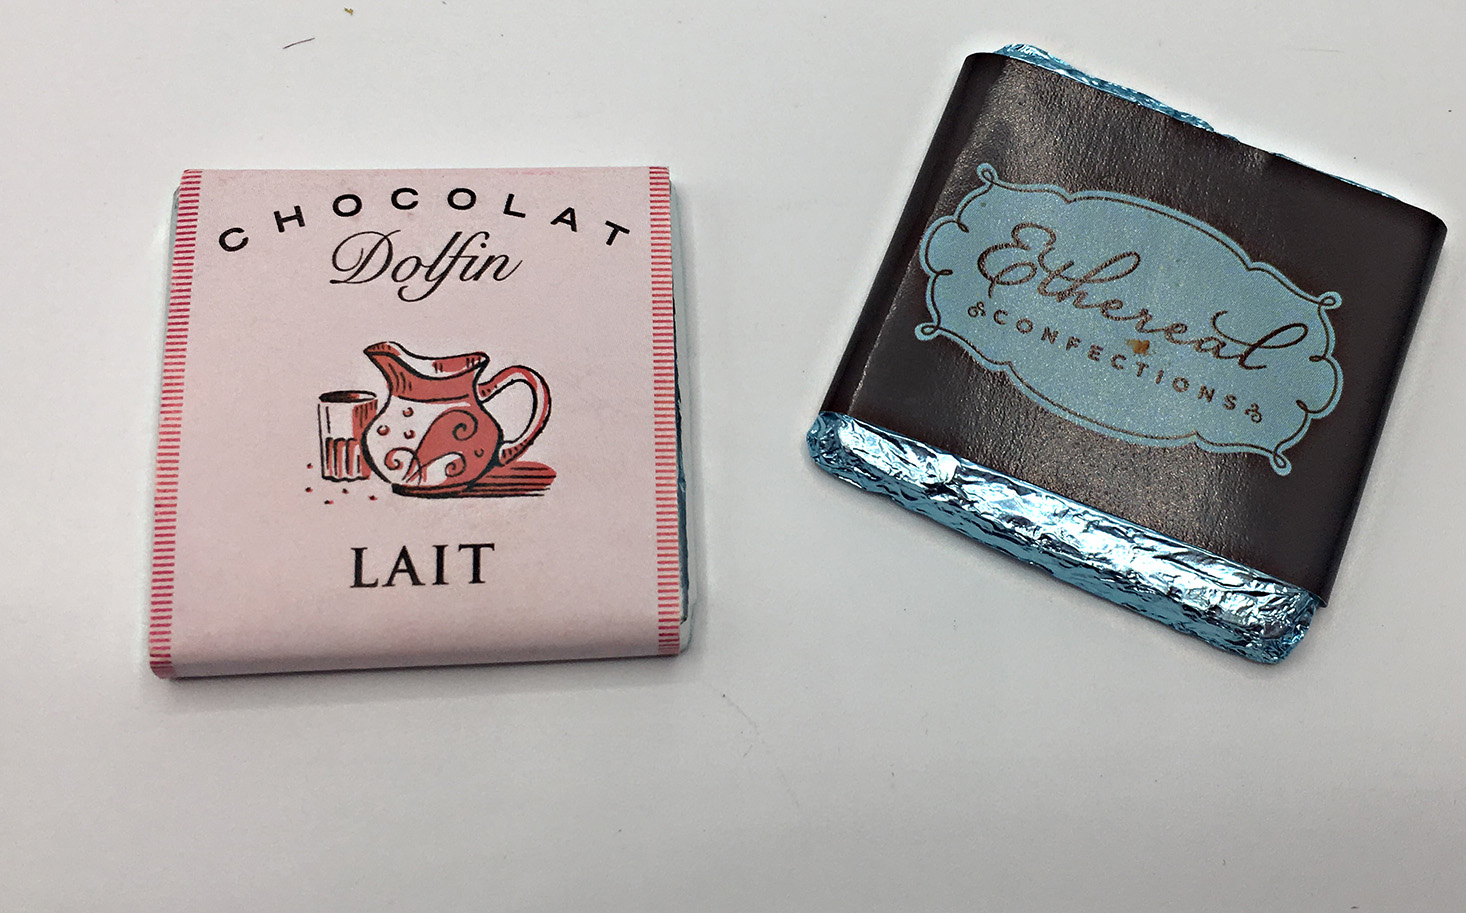 CHOCOLAT
Dolfin
LAIT
Ethereal
CONFECTIONS